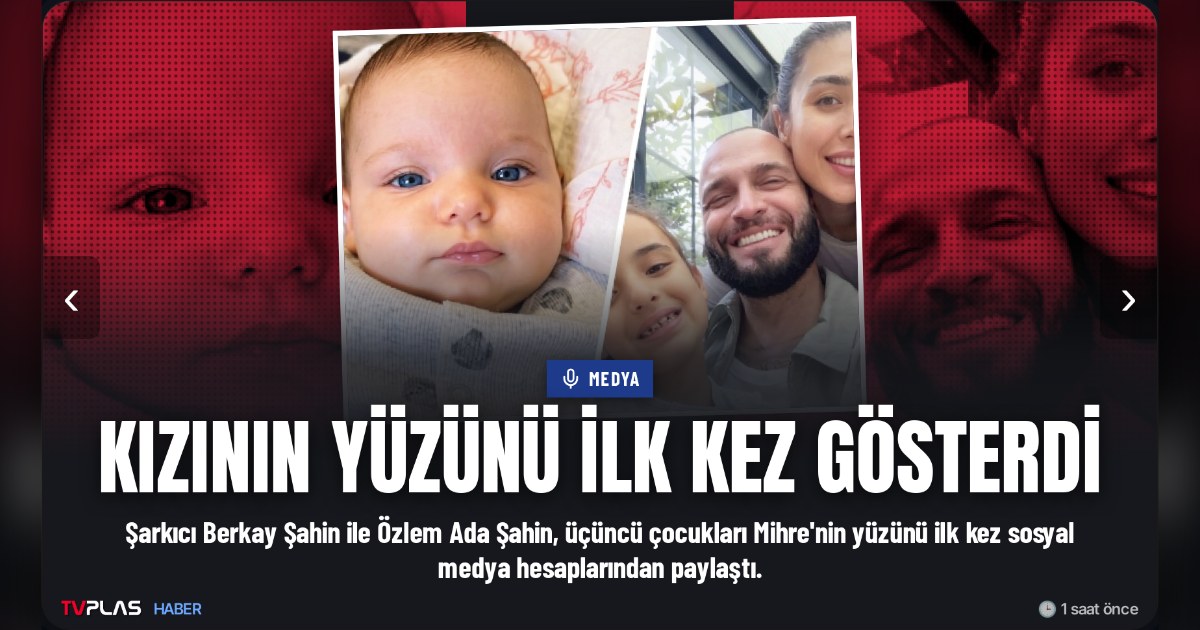 MEDYA
KIZININ YÜZÜNÜ İLK KEZ GÖSTERDİ
Şarkıcı Berkay Şahin ile Özlem Ada Şahin, üçüncü çocukları Mihre'nin yüzünü ilk kez sosyal
medya hesaplarından paylaştı.
TVPLAS HABER
1 saat önce